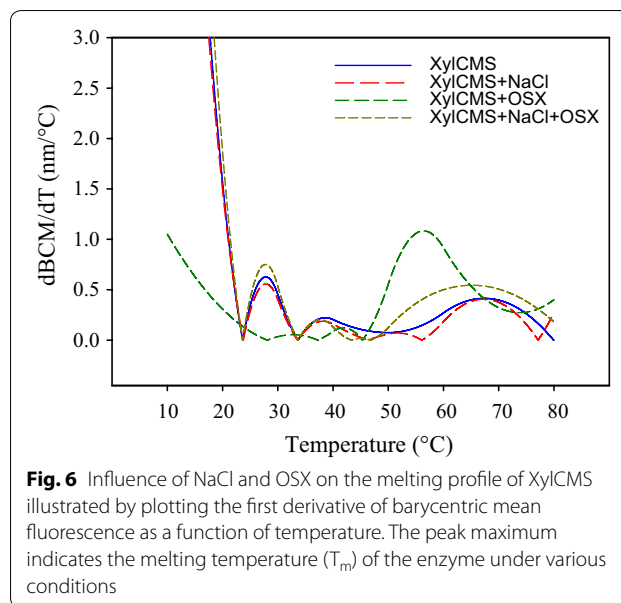 3.0
2.5
2.0
1.5
1.0
0.5
0.0
dBCM/dT (nm/°C)
XylCMS
XylCMS+NaCl
XylCMS+OSX
XylCMS+NaCl+OSX
10 20 30 40 50 60 70 80
Temperature (°C)
Fig. 6 Influence of NaCl and OSX on the melting profile of XylCMS
illustrated by plotting the first derivative of barycentric mean
fluorescence as a function of temperature. The peak maximum
indicates the melting temperature (Tm) of the enzyme under various
conditions